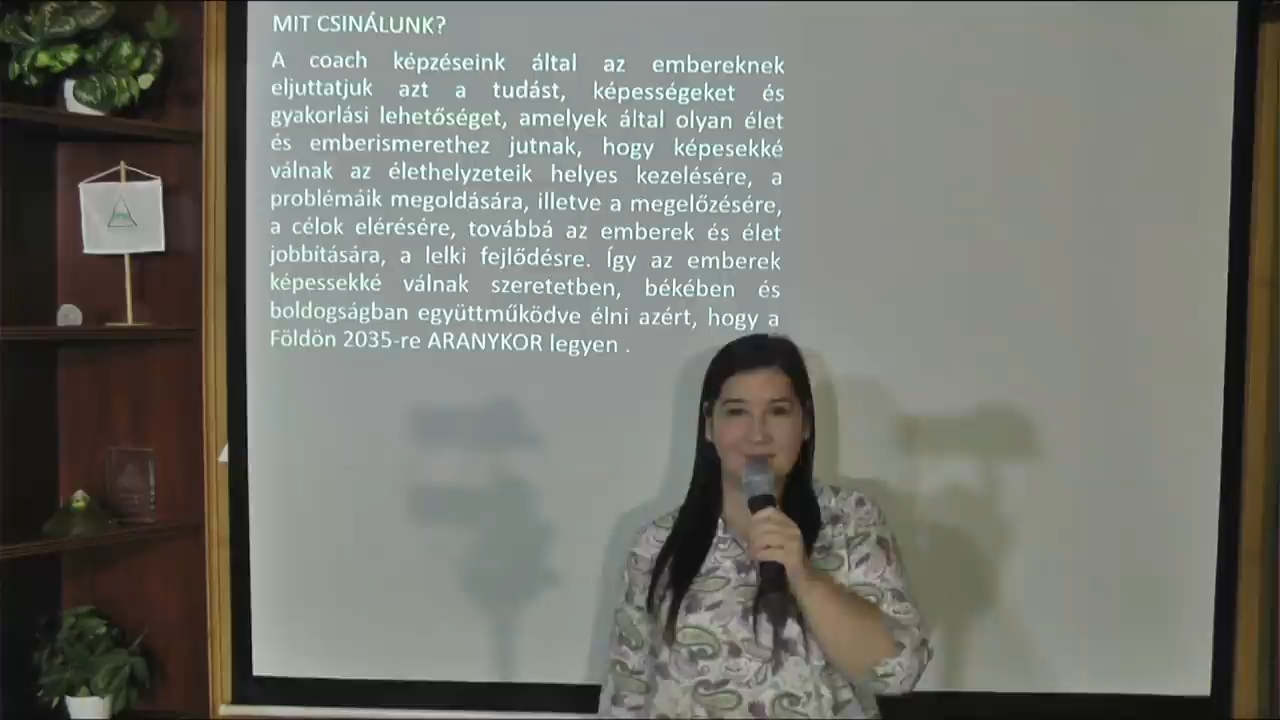 MIT CSINÁLUNK?
A coach képzéseink által az embereknek
eljuttatjuk azt a tudást, képességeket és
gyakorlási lehetőséget, amelyek által olyan élet
és emberismerethez jutnak, hogy képesekké
válnak az élethelyzeteik helyes kezelésére, a
problémáik megoldására, illetve a megelőzésére,
a célok elérésére, továbbá az emberek és élet
jobbítására, a lelki fejlődésre. Így az emberek
képessekké válnak szeretetben, békében és
boldogságban együttműködve élni azért, hogy a
Földön 2035-re ARANYKOR legyen .